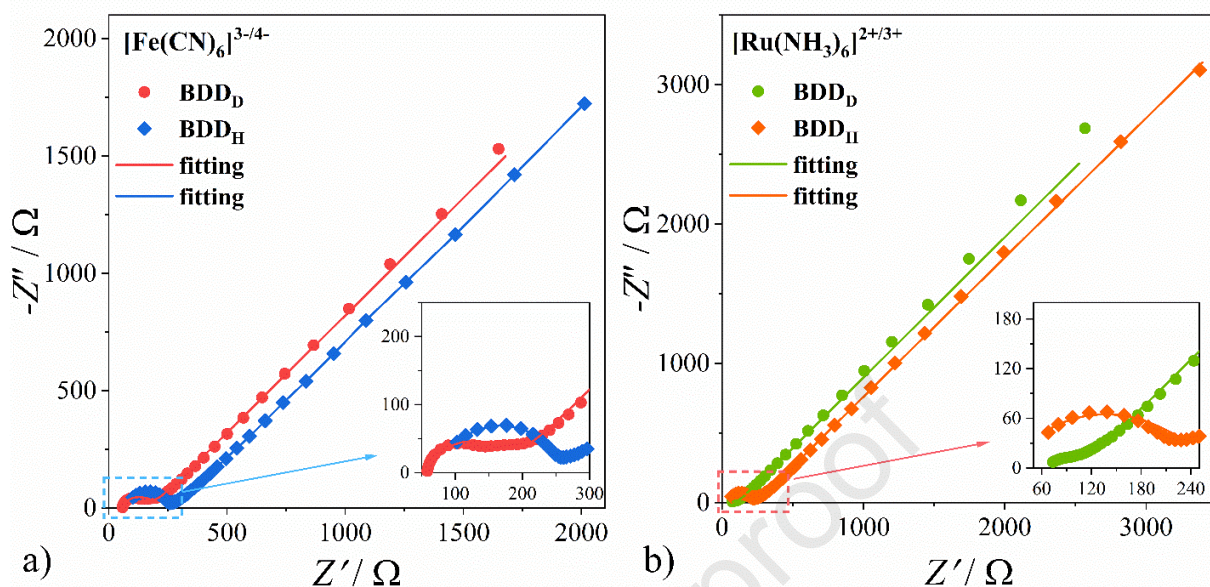 [Fe(CN)6]3-/4-
BDDD
BDDH
fitting
fitting
2000
1500
1000
500
0
-Z″ / Ω
200
100
0
100 200 300
0 500 1000 1500 2000
Z′/ Ω
a)
[Ru(NH3)6]2+/3+
BDDD
BDDH
fitting
fitting
3000
2000
1000
0
-Z″ / Ω
180
120
60
0
60 120 180 240
0 1000 2000 3000
Z′/ Ω
b)
proof